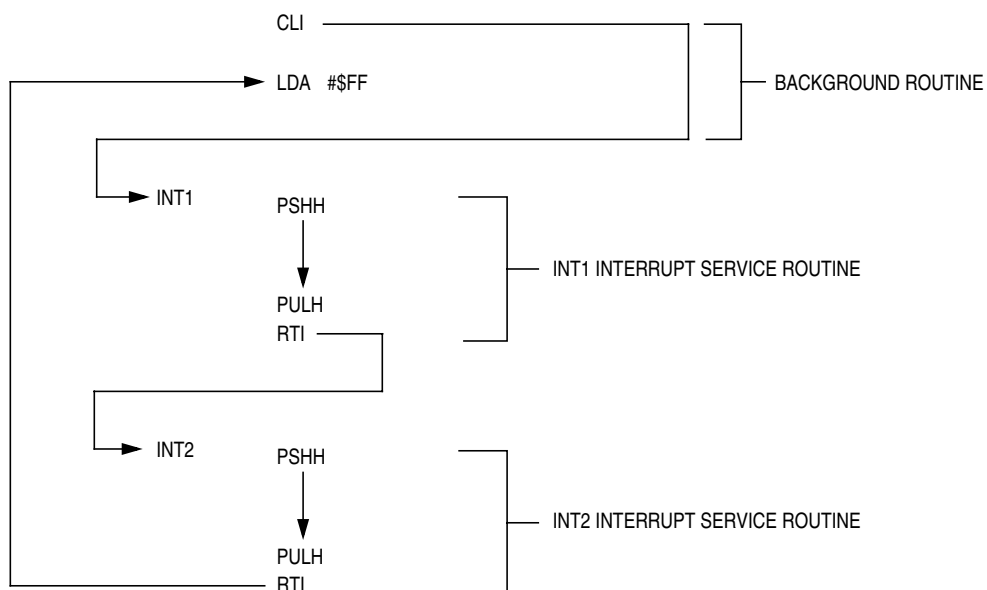 CLI
LDA #$FF
BACKGROUND ROUTINE
INT1
PSHH
INT1 INTERRUPT SERVICE ROUTINE
PULH
RTI
INT2
PSHH
INT2 INTERRUPT SERVICE ROUTINE
PULH
RTI